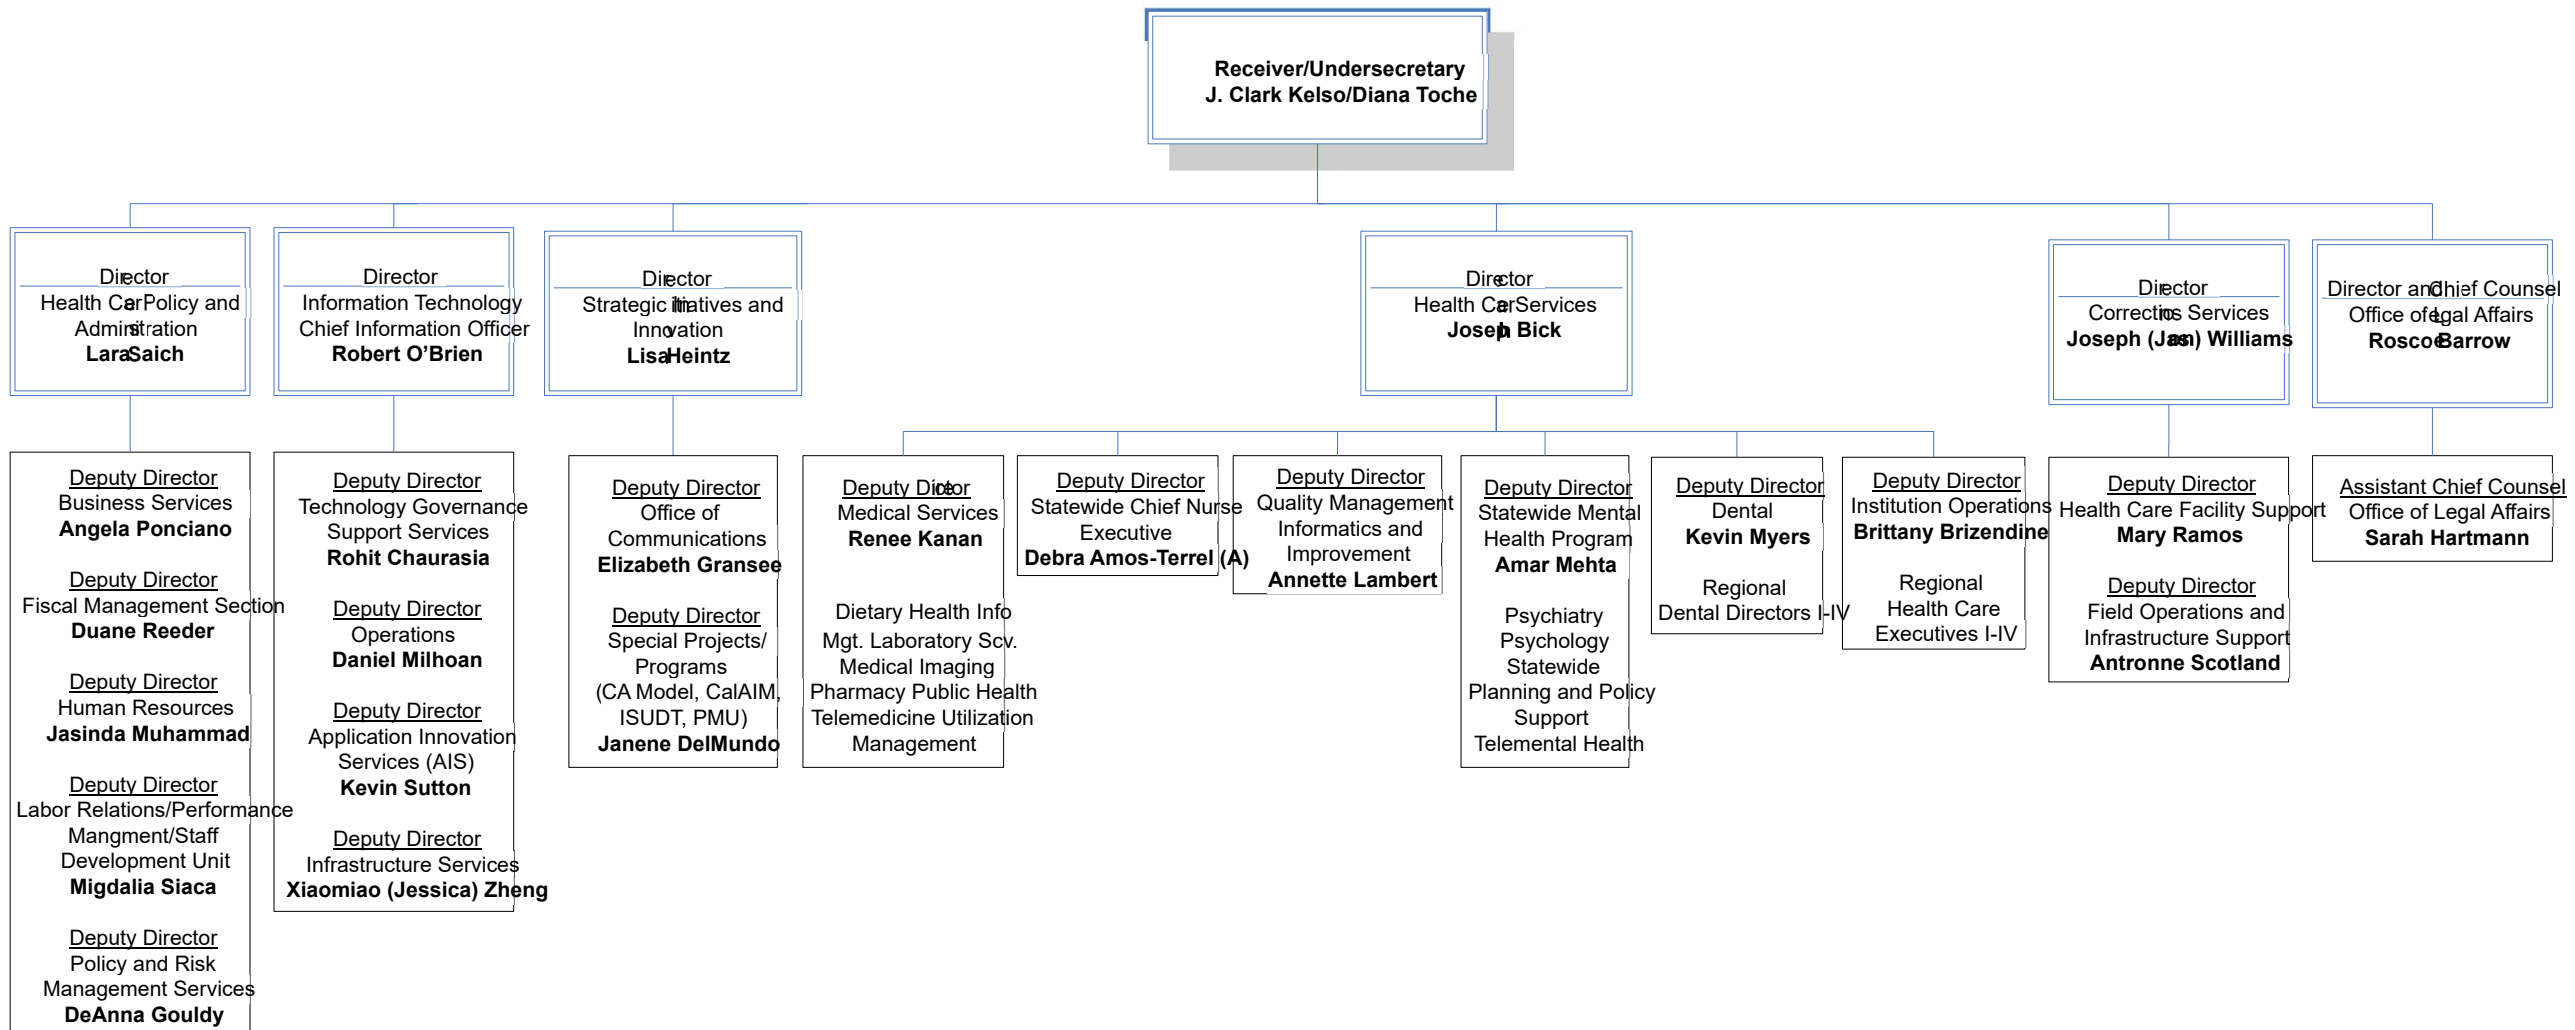 Receiver/Undersecretary
J. Clark Kelso/Diana Toche
Director
Health Care Policy and
Administration
Lara Saich
Director
Information Technology
Chief Information Officer
Robert O’Brien
Director
Strategic Initiatives and
Innovation
Lisa Heintz
Director
Health Care Services
Joseph Bick
Director
Corrections Services
Joseph (Jason) Williams
Director and Chief Counsel
Office of Legal Affairs
Roscoe Barrow
Deputy Director
Business Services
Angela Ponciano
Deputy Director
Fiscal Management Section
Duane Reeder
Deputy Director
Human Resources
Jasinda Muhammad
Deputy Director
Labor Relations/Performance
Mangment/Staff
Development Unit
Migdalia Siaca
Deputy Director
Policy and Risk
Management Services
DeAnna Gouldy
Deputy Director
Technology Governance
Support Services
Rohit Chaurasia
Deputy Director
Operations
Daniel Milhoan
Deputy Director
Application Innovation
Services (AIS)
Kevin Sutton
Deputy Director
Infrastructure Services
Xiaomiao (Jessica) Zheng
Deputy Director
Office of
Communications
Elizabeth Gransee
Deputy Director
Special Projects/
Programs
(CA Model, CalAIM,
ISUDT, PMU)
Janene DelMundo
Deputy Director
Medical Services
Renee Kanan
Dietary Health Info
Mgt. Laboratory Scv.
Medical Imaging
Pharmacy Public Health
Telemedicine Utilization
Management
Deputy Director
Statewide Chief Nurse
Executive
Debra Amos-Terrel (A)
Deputy Director
Quality Management
Informatics and
Improvement
Annette Lambert
Deputy Director
Statewide Mental
Health Program
Amar Mehta
Psychiatry
Psychology
Statewide
Planning and Policy
Support
Telemental Health
Deputy Director
Dental
Kevin Myers
Regional
Dental Directors I-IV
Deputy Director
Institution Operations
Brittany Brizendine
Regional
Health Care
Executives I-IV
Deputy Director
Health Care Facility Support
Mary Ramos
Deputy Director
Field Operations and
Infrastructure Support
Antronne Scotland
Assistant Chief Counsel
Office of Legal Affairs
Sarah Hartmann